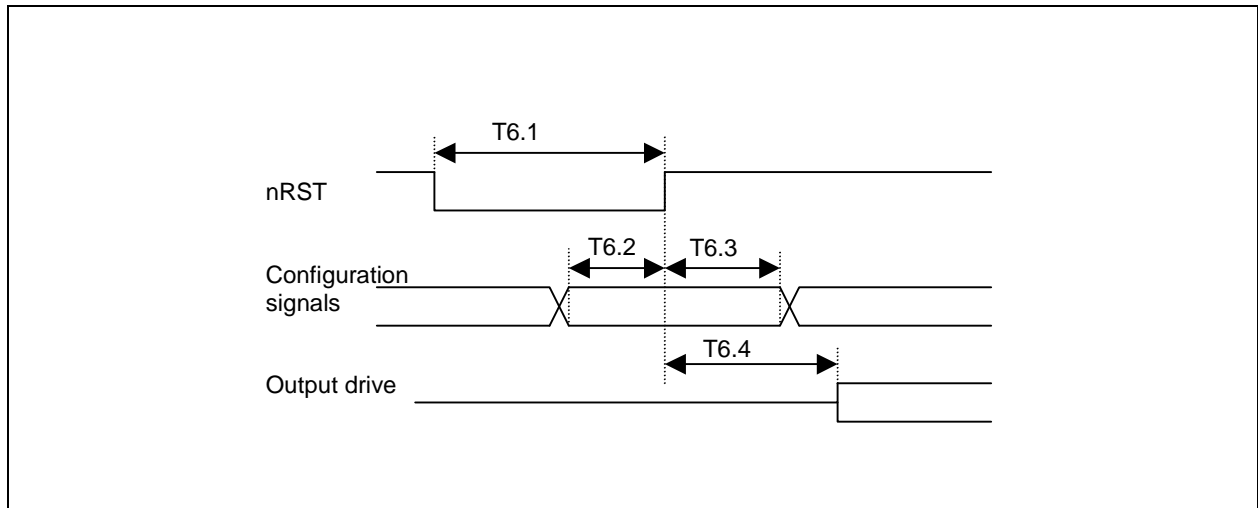 T6.1
nRST
T6.2
T6.3
Configuration
signals
T6.4
Output drive